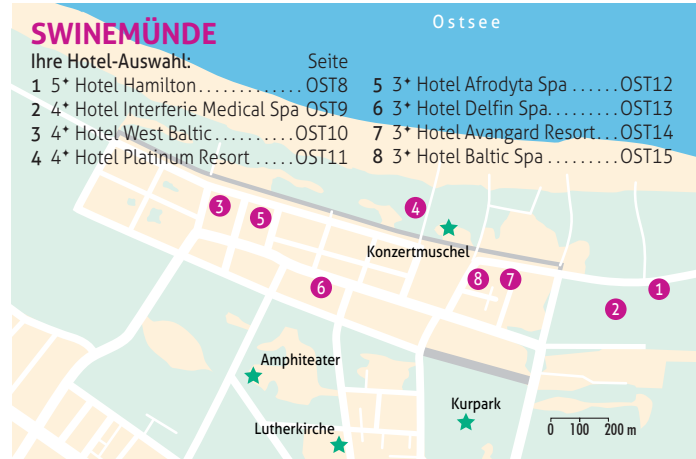 Ostsee
SWINEMÜNDE
Ihre Hotel-Auswahl: Seite
1 5* Hotel Hamilton............. OST8
2 4* Hotel Interferie Medical Spa OST9
3 4* Hotel West Baltic...........OST10
4 4* Hotel Platinum Resort .....OST11
5 3* Hotel Afrodyta Spa ......OST12
6 3* Hotel Delfin Spa.........OST13
7 3* Hotel Avangard Resort...OST14
8 3* Hotel Baltic Spa .........OST15
3
5
4
Konzertmuschel
8
7
6
1
2
Amphiteater
Kurpark
Lutherkirche
0 100 200 m